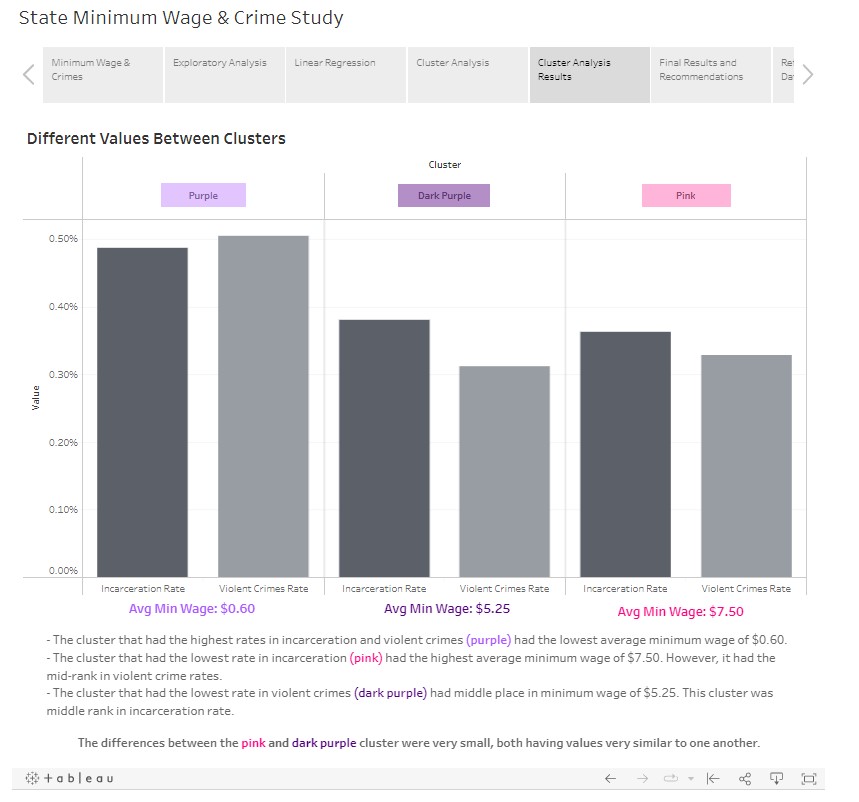 State Minimum Wage & Crime Study
Minimum Wage &
Crimes
Exploratory Analysis
Linear Regression
Cluster Analysis
Cluster Analysis
Results
Final Results and
Recommendations
Different Values Between Clusters
Cluster
Purple
Dark Purple
Pink
0.50%
0.40%
0.30%
0.20%
0.10%
0.00%
Value
Incarceration Rate
Violent Crimes Rate
Incarceration Rate
Violent Crimes Rate
Incarceration Rate
Violent Crimes Rate
Avg Min Wage: $0.60
Avg Min Wage: $5.25
Avg Min Wage: $7.50
- The cluster that had the highest rates in incarceration and violent crimes (purple) had the lowest average minimum wage of $0.60.
- The cluster that had the lowest rate in incarceration (pink) had the highest average minimum wage of $7.50. However, it had the
mid-rank in violent crime rates.
- The cluster that had the lowest rate in violent crimes (dark purple) had middle place in minimum wage of $5.25. This cluster was
middle rank in incarceration rate.
The differences between the pink and dark purple cluster were very small, both having values very similar to one another.
+ableau